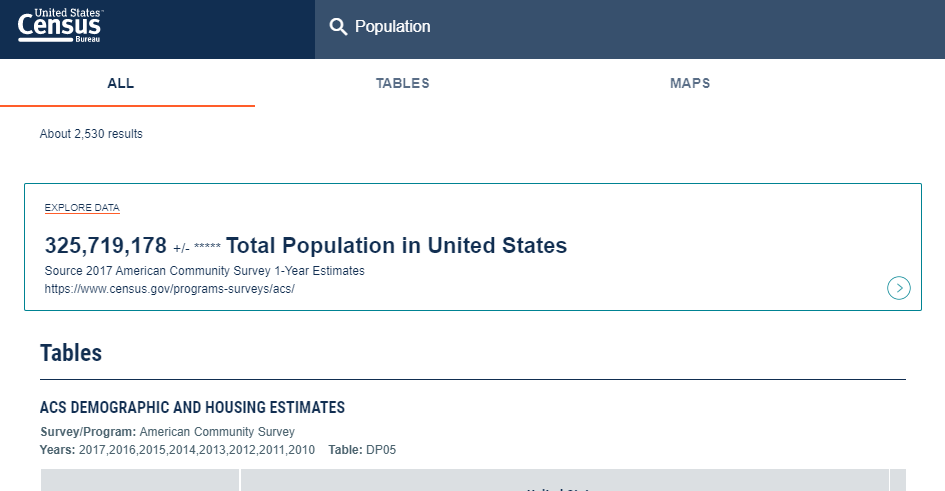 United States™
Census
Bureau
Population
ALL TABLES MAPS
About 2,530 results
EXPLORE DATA
325,719,178 +/- ***** Total Population in United States
Source 2017 American Community Survey 1-Year Estimates
https://www.census.gov/programs-surveys/acs/
Tables
ACS DEMOGRAPHIC AND HOUSING ESTIMATES
Survey/Program: American Community Survey
Years: 2017,2016,2015,2014,2013,2012,2011,2010 Table: DP05